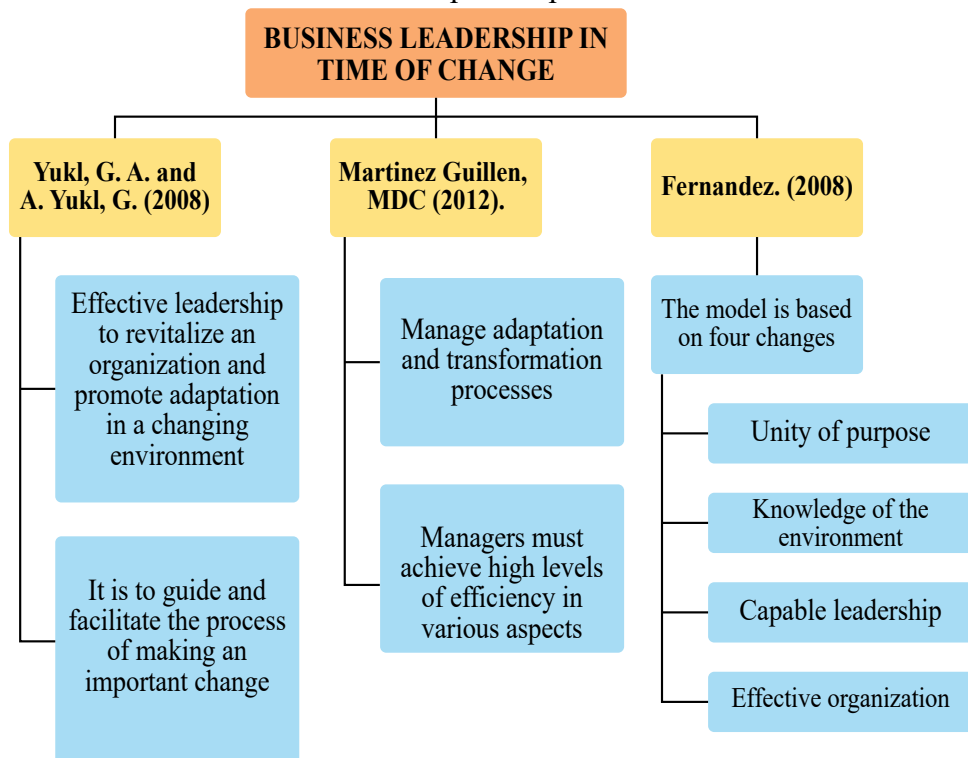 BUSINESS LEADERSHIP IN
TIME OF CHANGE
Yukl, G. A. and
A. Yukl, G. (2008)
Effective leadership
to revitalize an
organization and
promote adaptation
in a changing
environment
It is to guide and
facilitate the process
of making an
important change
Martinez Guillen,
MDC (2012).
Manage adaptation
and transformation
processes
Managers must
achieve high levels
of efficiency in
various aspects
Fernandez. (2008)
The model is based
on four changes
Unity of purpose
Knowledge of the
environment
Capable leadership
Effective organization